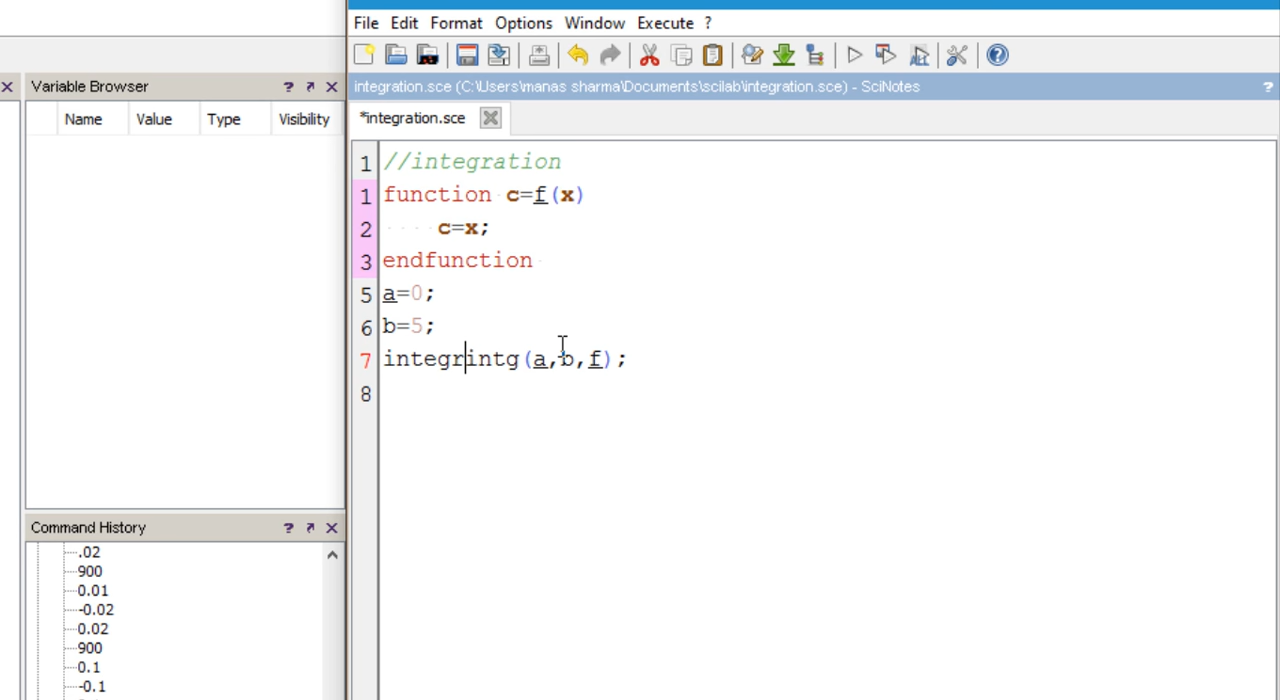 File Edit Format Options Window Execute ?
Variable Browser ? x
integration.sce (C:\Users\manas sharma\Documents\scilab\integration.sce) - SciNotes ?
Name Value Type Visibility
*integration.sce
1 //integration
1 function c=f(x)
2 c=x;
3 endfunction
5 a=0;
6 b=5;
7 integrintg(a,b,f);
8
Command History ? x
.02
900
0.01
-0.02
0.02
900
0.1
-0.1